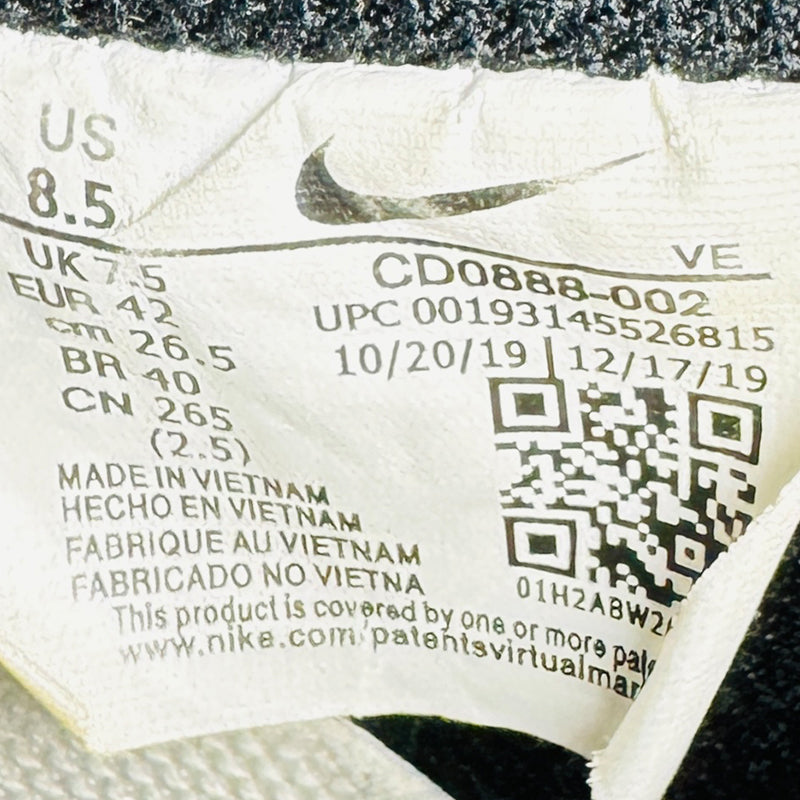 US
8.5
UK 7.5
EUR 42
cm 26.5
BR 40
CN 265
(2.5)
VE
CD0888-002
UPC 00193145526815
10/20/19 | 12/17/19
01H2ABW2
MADE IN VIETNAM
HECHO EN VIETNAM
FABRIQUE AU VIETNAM
FABRICADO NO VIETNA
This product is covered by one or more
www.nike.com/patentsvirtualmar